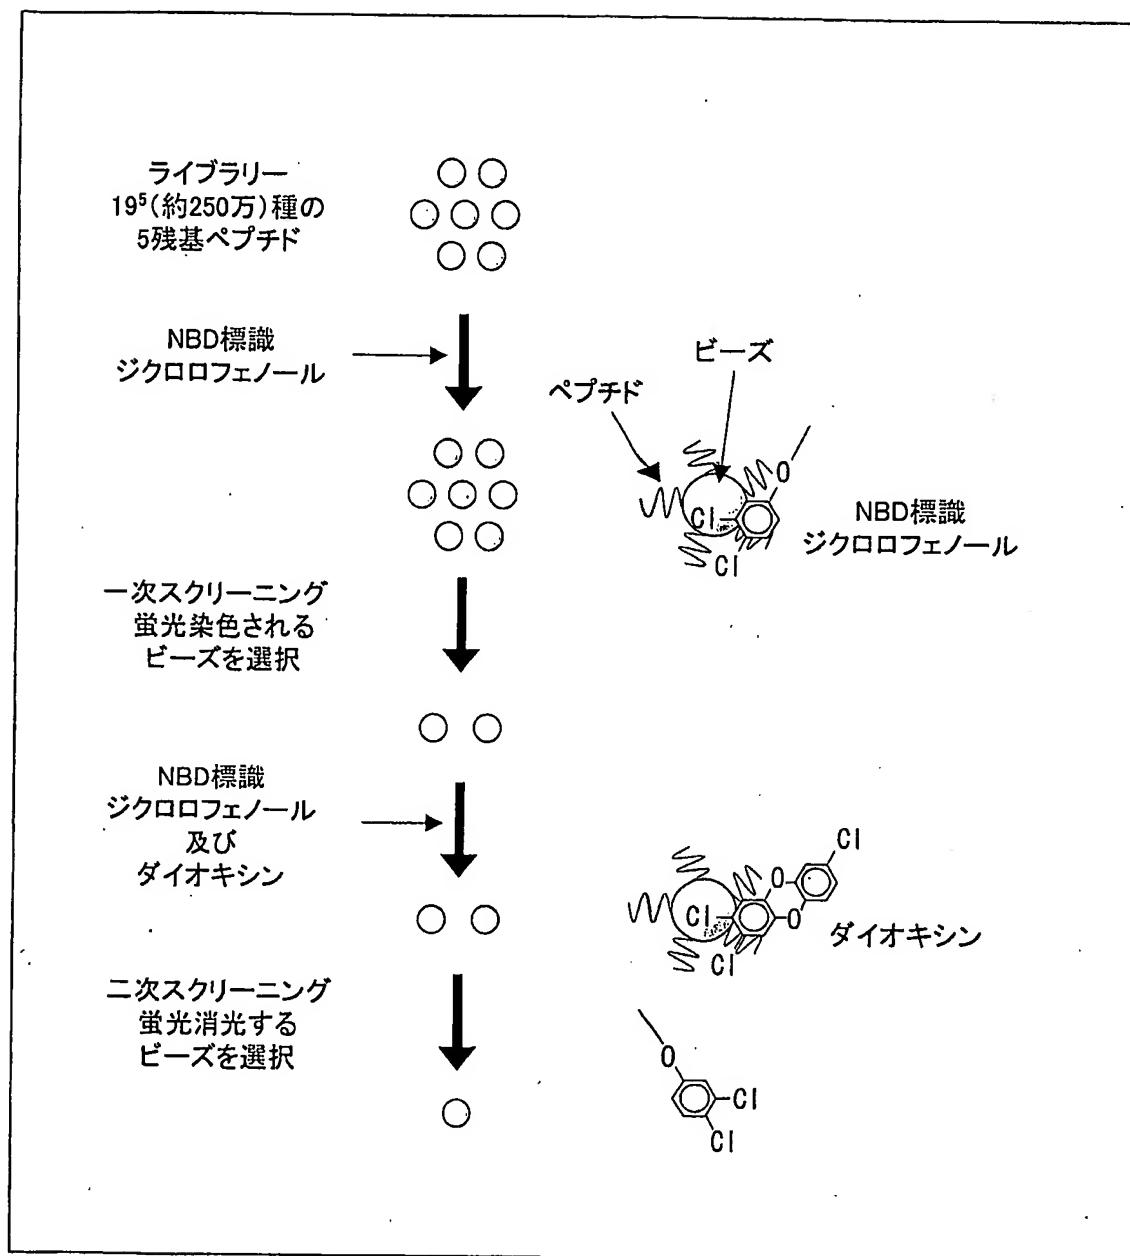 ライブラリー
19⁵(約250万)種の
5残基ペプチド
NBD標識
ジクロロフェノール
ビーズ
ペプチド
O
Cl
Cl
NBD標識
ジクロロフェノール
一次スクリーニング
蛍光染色される
ビーズを選択
NBD標識
ジクロロフェノール
及び
ダイオキシン
Cl
O
Cl
O
Cl
ダイオキシン
二次スクリーニング
蛍光消光する
ビーズを選択
O
Cl
Cl